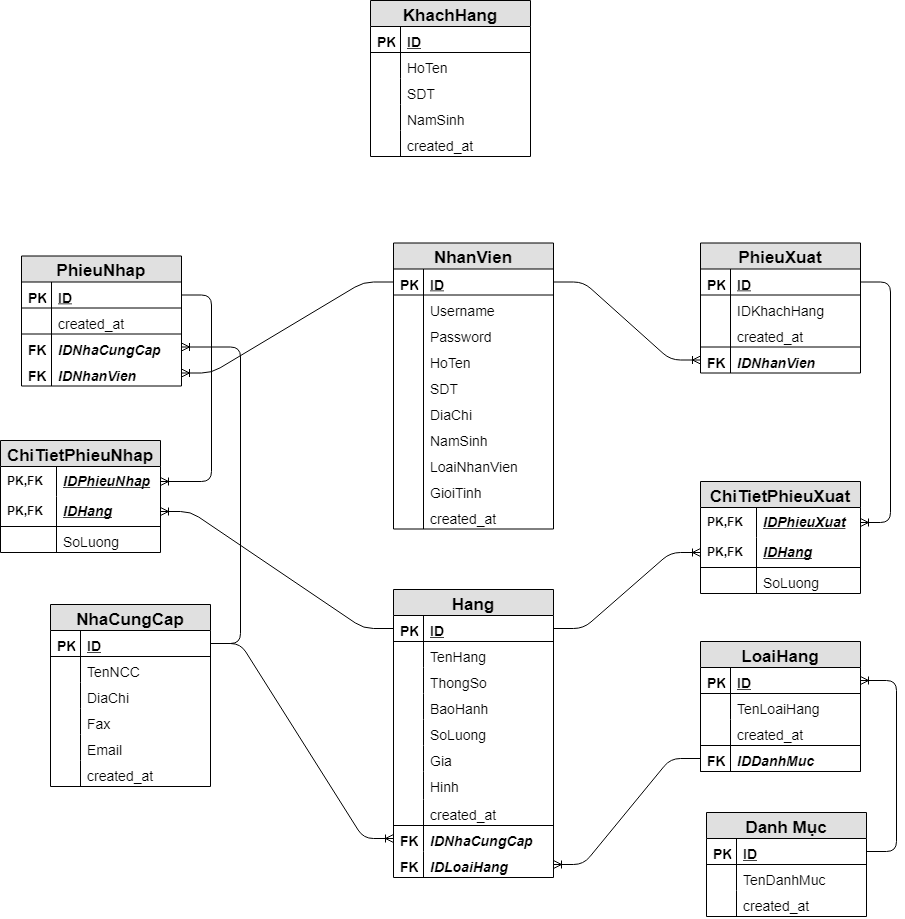 KhachHang
PK ID
HoTen
SDT
NamSinh
created_at
PhieuNhap
PK ID
created_at
FK IDNhaCungCap
FK IDNhanVien
NhanVien
PK ID
Username
Password
HoTen
SDT
DiaChi
NamSinh
LoaiNhanVien
GioiTinh
created_at
PhieuXuat
PK ID
IDKhachHang
created_at
FK IDNhanVien
ChiTietPhieuNhap
PK,FK IDPhieuNhap
PK,FK IDHang
SoLuong
ChiTietPhieuXuat
PK,FK IDPhieuXuat
PK,FK IDHang
SoLuong
NhaCungCap
PK ID
TenNCC
DiaChi
Fax
Email
created_at
Hang
PK ID
TenHang
ThongSo
BaoHanh
SoLuong
Gia
Hinh
created_at
FK IDNhaCungCap
FK IDLoaiHang
LoaiHang
PK ID
TenLoaiHang
created_at
FK IDDanhMuc
Danh Mục
PK ID
TenDanhMuc
created_at